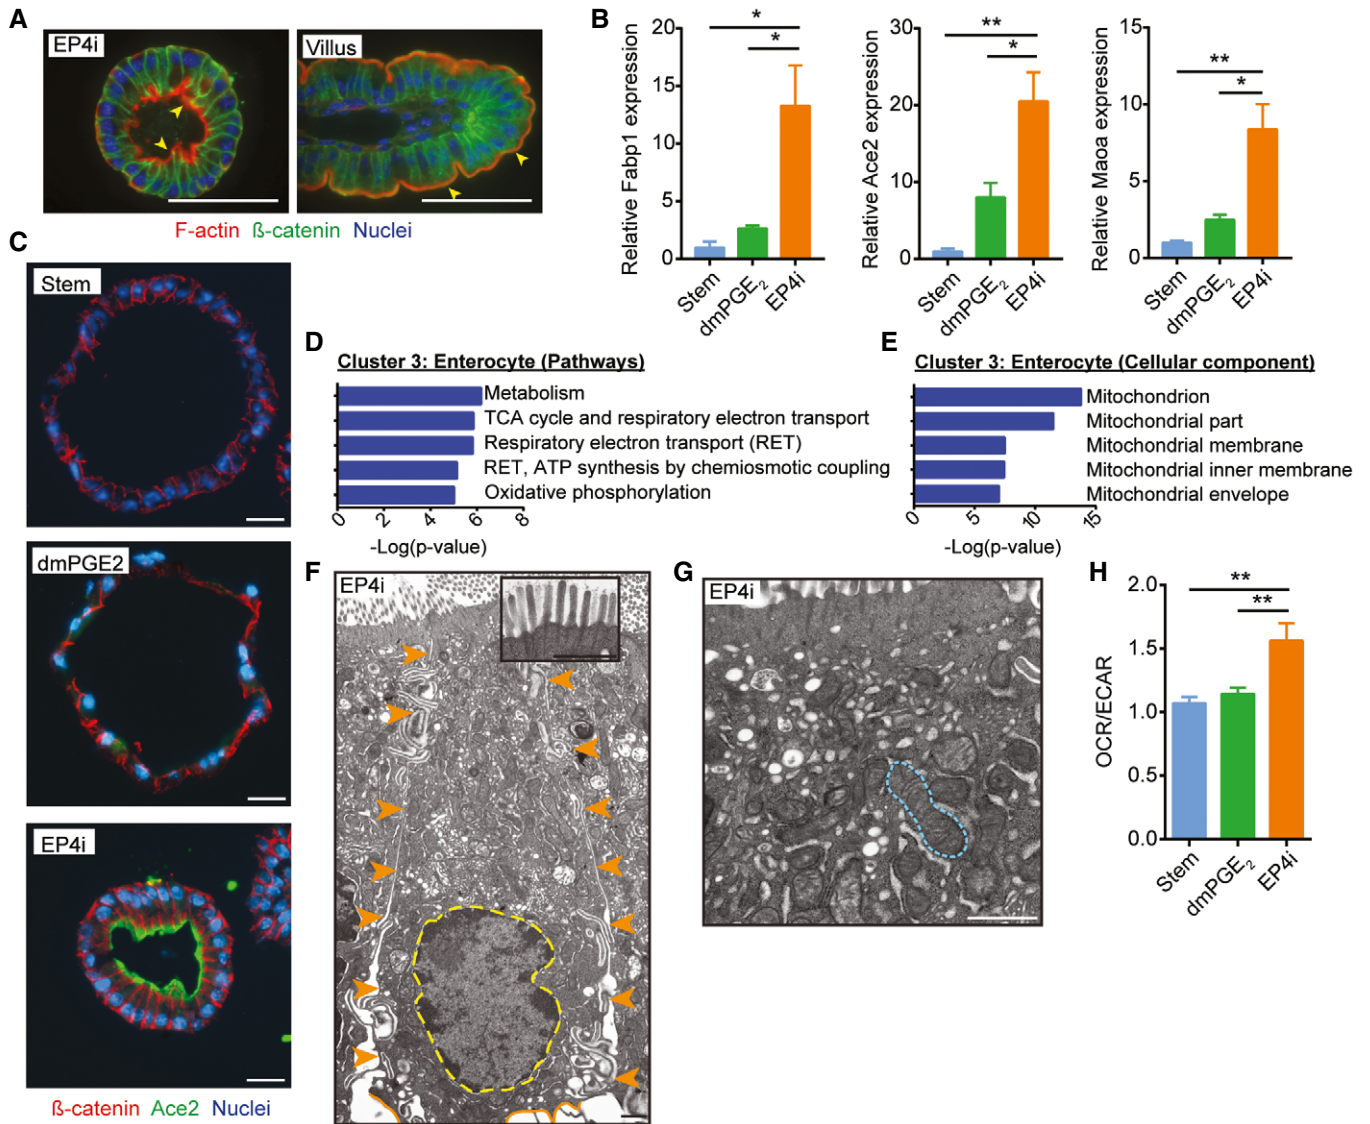 A
EP4i
Villus
F-actin ß-catenin Nuclei
B
Relative Fabp1 expression
20
15
10
5
0
*
*
Stem
dmPGE2
EP4i
Relative Ace2 expression
30
20
10
0
**
*
Stem
dmPGE2
EP4i
Relative Maoa expression
15
10
5
0
**
*
Stem
dmPGE2
EP4i
C
Stem
dmPGE2
EP4i
ß-catenin Ace2 Nuclei
D
Cluster 3: Enterocyte (Pathways)
Metabolism
TCA cycle and respiratory electron transport
Respiratory electron transport (RET)
RET, ATP synthesis by chemiosmotic coupling
Oxidative phosphorylation
0 2 4 6 8
-Log(p-value)
E
Cluster 3: Enterocyte (Cellular component)
Mitochondrion
Mitochondrial part
Mitochondrial membrane
Mitochondrial inner membrane
Mitochondrial envelope
0 5 10 15
-Log(p-value)
F
EP4i
G
EP4i
H
OCR/ECAR
2.0
1.5
1.0
0.5
0.0
**
**
Stem
dmPGE2
EP4i